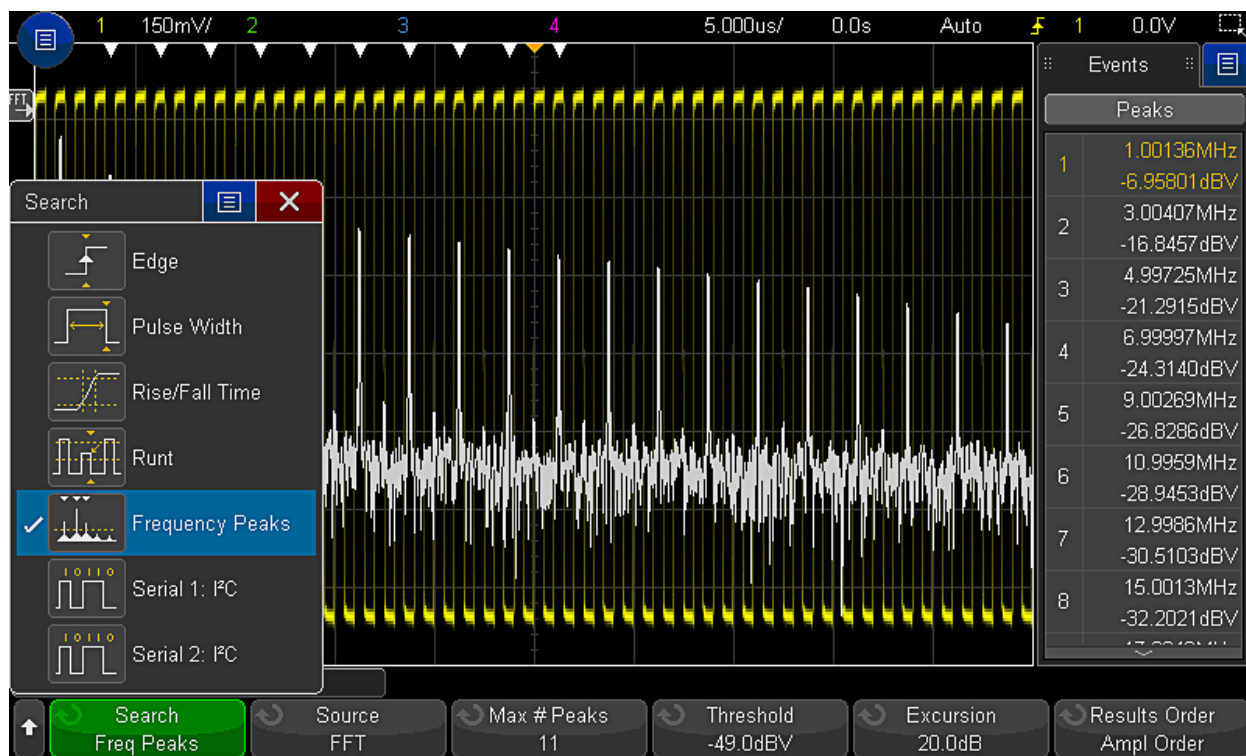 1 150mV/ 2 3 4 5.000us/ 0.0s Auto 1 0.0V
FFT
Events
Peaks
1 1.00136MHz
-6.95801dBV
2 3.00407MHz
-16.8457dBV
3 4.99725MHz
-21.2915dBV
4 6.99997MHz
-24.3140dBV
5 9.00269MHz
-26.8286dBV
6 10.9959MHz
-28.9453dBV
7 12.9986MHz
-30.5103dBV
8 15.0013MHz
-32.2021dBV
Search
Edge
Pulse Width
Rise/Fall Time
Runt
Frequency Peaks
10110
Serial 1: I²C
10110
Serial 2: I²C
Search
Freq Peaks
Source
FFT
Max # Peaks
11
Threshold
-49.0dBV
Excursion
20.0dB
Results Order
Ampl Order